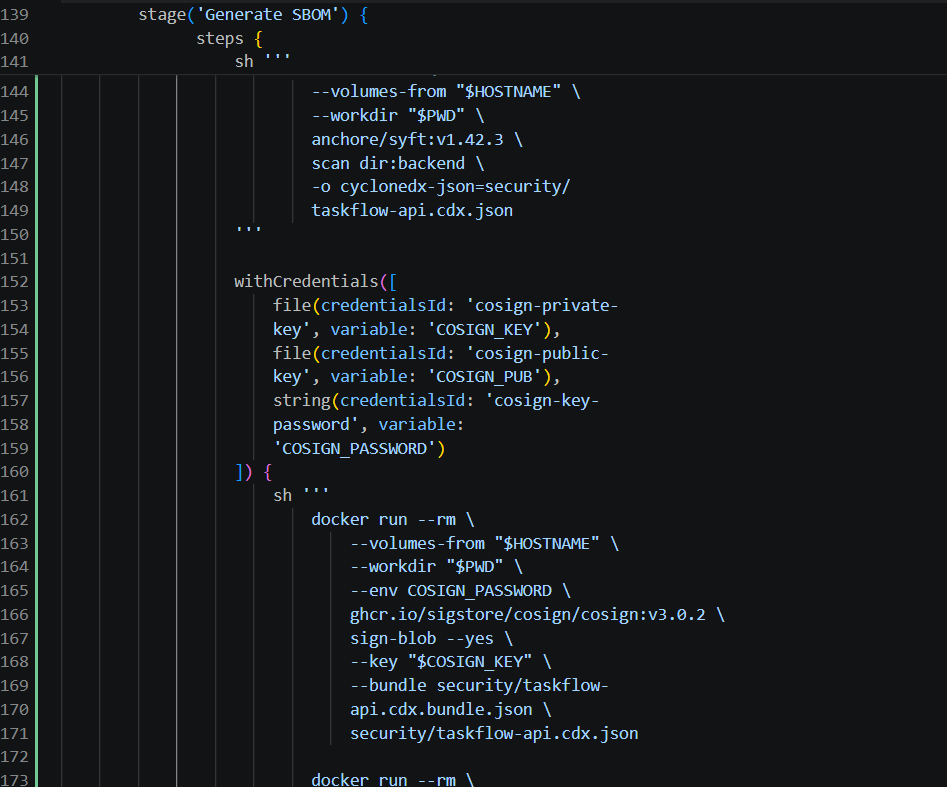 139 stage('Generate SBOM') {
140 steps {
141 sh '''
144 --volumes-from "$HOSTNAME" \
145 --workdir "$PWD" \
146 anchore/syft:v1.42.3 \
147 scan dir:backend \
148 -o cyclonedx-json=security/
149 taskflow-api.cdx.json
150 '''
151
152 withCredentials([
153 file(credentialsId: 'cosign-private-
154 key', variable: 'COSIGN_KEY'),
155 file(credentialsId: 'cosign-public-
156 key', variable: 'COSIGN_PUB'),
157 string(credentialsId: 'cosign-key-
158 password', variable:
159 'COSIGN_PASSWORD')
160 ]) {
161 sh '''
162 docker run --rm \
163 --volumes-from "$HOSTNAME" \
164 --workdir "$PWD" \
165 --env COSIGN_PASSWORD \
166 ghcr.io/sigstore/cosign/cosign:v3.0.2 \
167 sign-blob --yes \
168 --key "$COSIGN_KEY" \
169 --bundle security/taskflow-
170 api.cdx.bundle.json \
171 security/taskflow-api.cdx.json
172
173 docker run --rm \